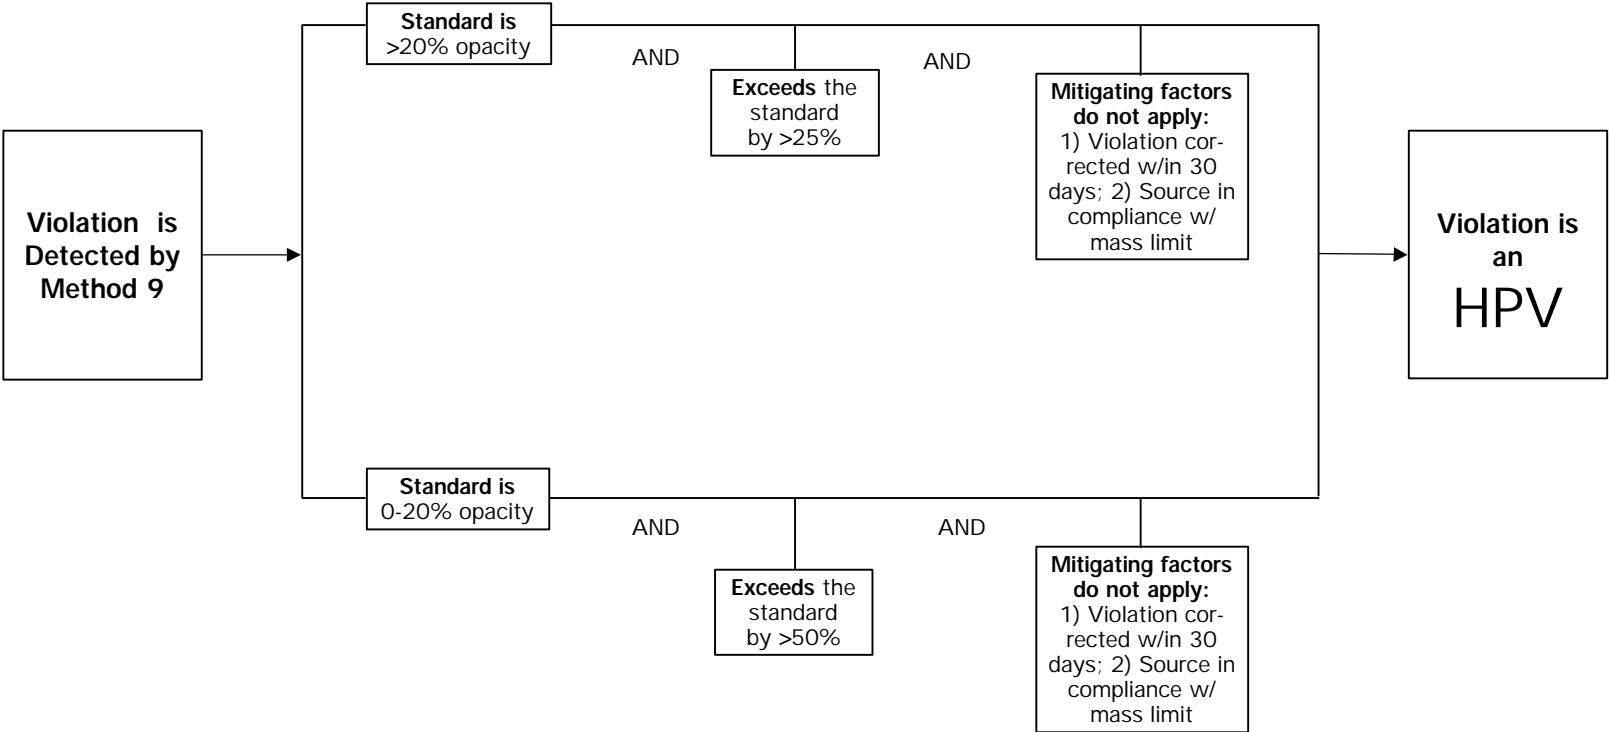 Violation is
Detected by
Method 9
Standard is
>20% opacity
AND
Exceeds the
standard
by >25%
AND
Mitigating factors
do not apply:
1) Violation cor-
rected w/in 30
days; 2) Source in
compliance w/
mass limit
Standard is
0-20% opacity
AND
Exceeds the
standard
by >50%
AND
Mitigating factors
do not apply:
1) Violation cor-
rected w/in 30
days; 2) Source in
compliance w/
mass limit
Violation is
an
HPV